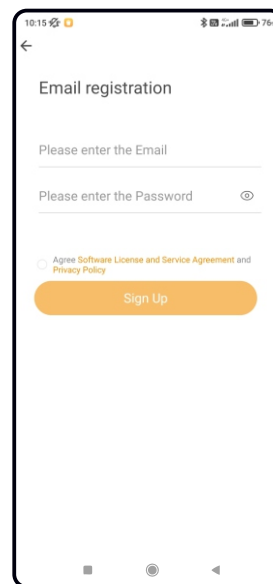 10:15
Email registration
Please enter the Email
Please enter the Password
Agree Software License and Service Agreement and
Privacy Policy
Sign Up